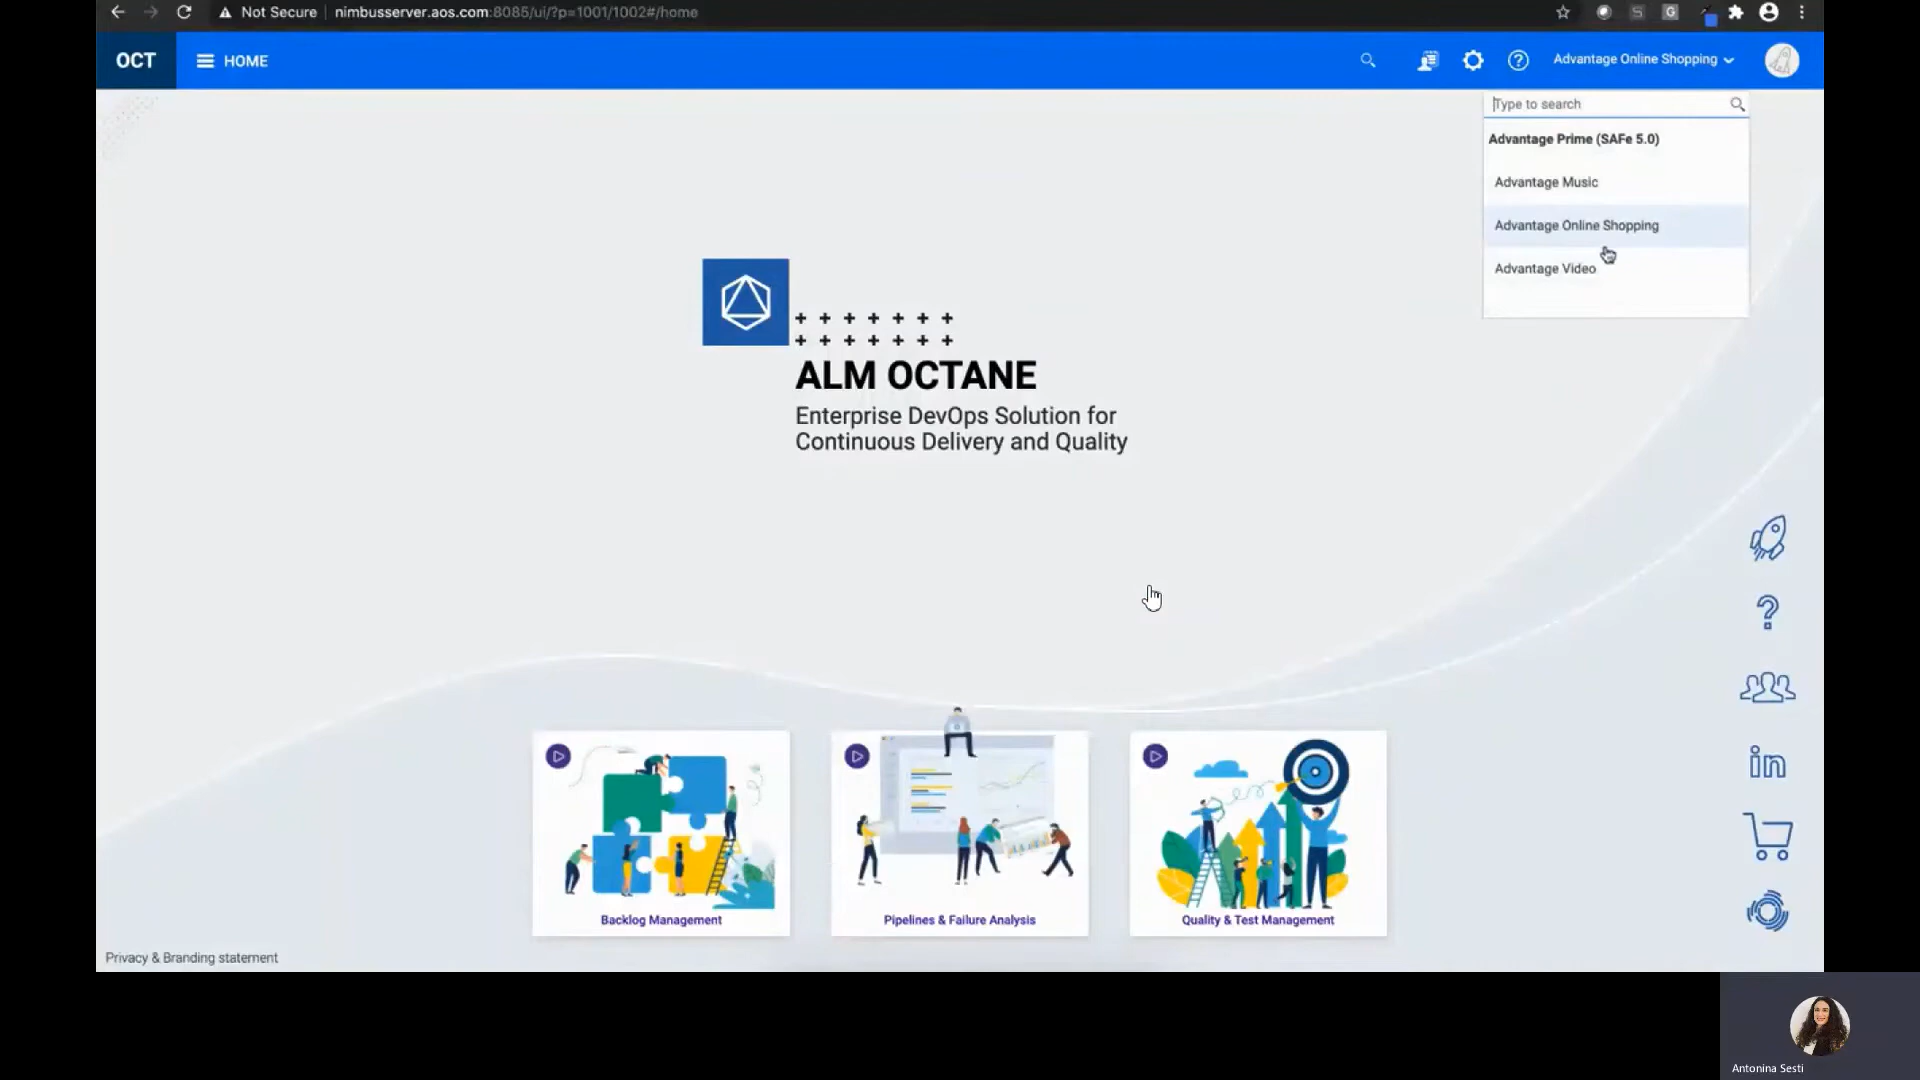 Not Secure nimbusserver.aos.com:8085/ui/?p=1001/1002#/home
OCT HOME Advantage Online Shopping
Type to search
Advantage Prime (SAFe 5.0)
Advantage Music
Advantage Online Shopping
Advantage Video
ALM OCTANE
Enterprise DevOps Solution for
Continuous Delivery and Quality
in
Backlog Management
Pipelines & Failure Analysis
Quality & Test Management
Privacy & Branding statement
Antonina Sesti